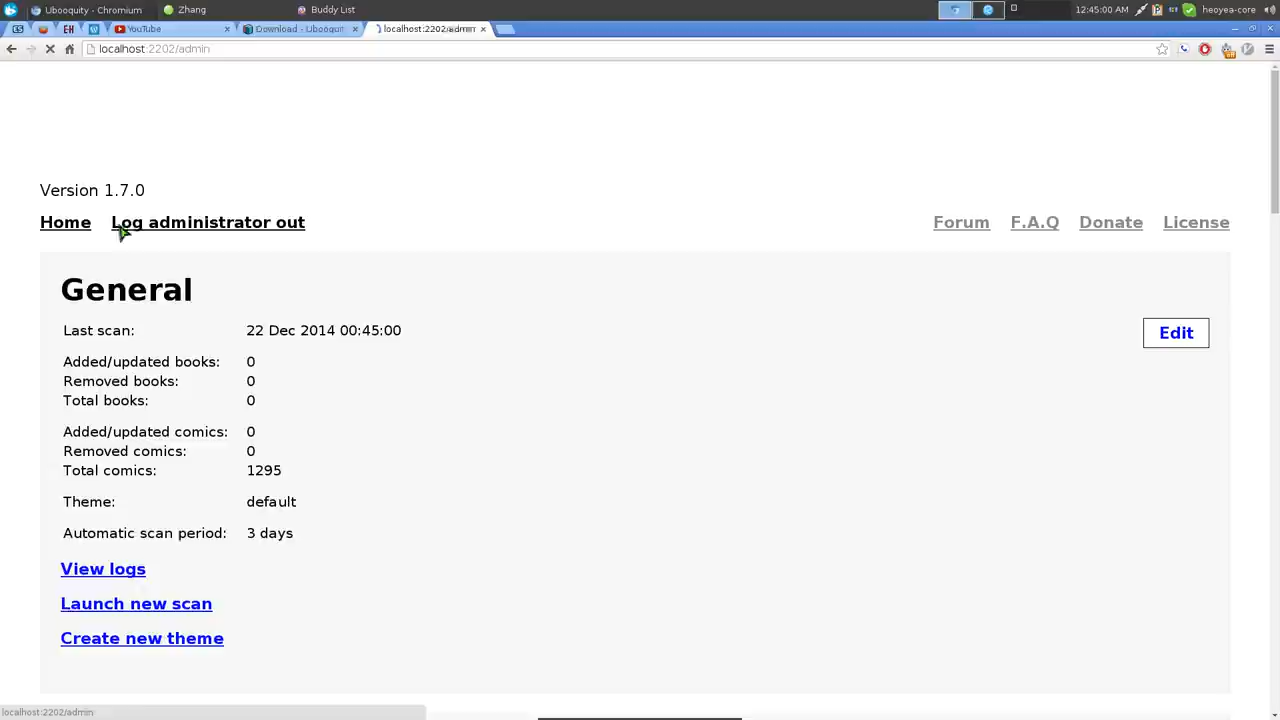 Ubooquity - Chromium Zhang Buddy List 12:45:00 heoyea-core
EH YouTube Download - Ubooquit localhost:2202/admin
localhost:2202/admin
Version 1.7.0
Home Log administrator out Forum F.A.Q Donate License
General
Last scan: 22 Dec 2014 00:45:00
Edit
Added/updated books: 0
Removed books: 0
Total books: 0
Added/updated comics: 0
Removed comics: 0
Total comics: 1295
Theme: default
Automatic scan period: 3 days
View logs
Launch new scan
Create new theme
localhost:2202/admin